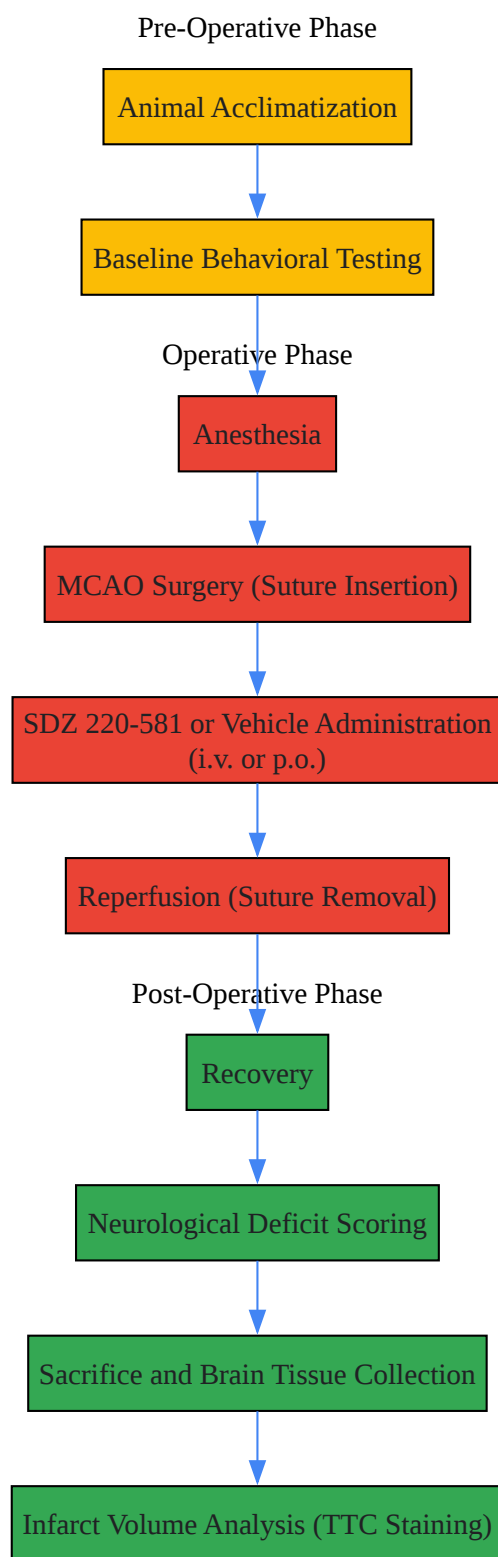 Pre-Operative Phase
Animal Acclimatization
Baseline Behavioral Testing
Operative Phase
Anesthesia
MCAO Surgery (Suture Insertion)
SDZ 220-581 or Vehicle Administration
(i.v. or p.o.)
Reperfusion (Suture Removal)
Post-Operative Phase
Recovery
Neurological Deficit Scoring
Sacrifice and Brain Tissue Collection
Infarct Volume Analysis (TTC Staining)